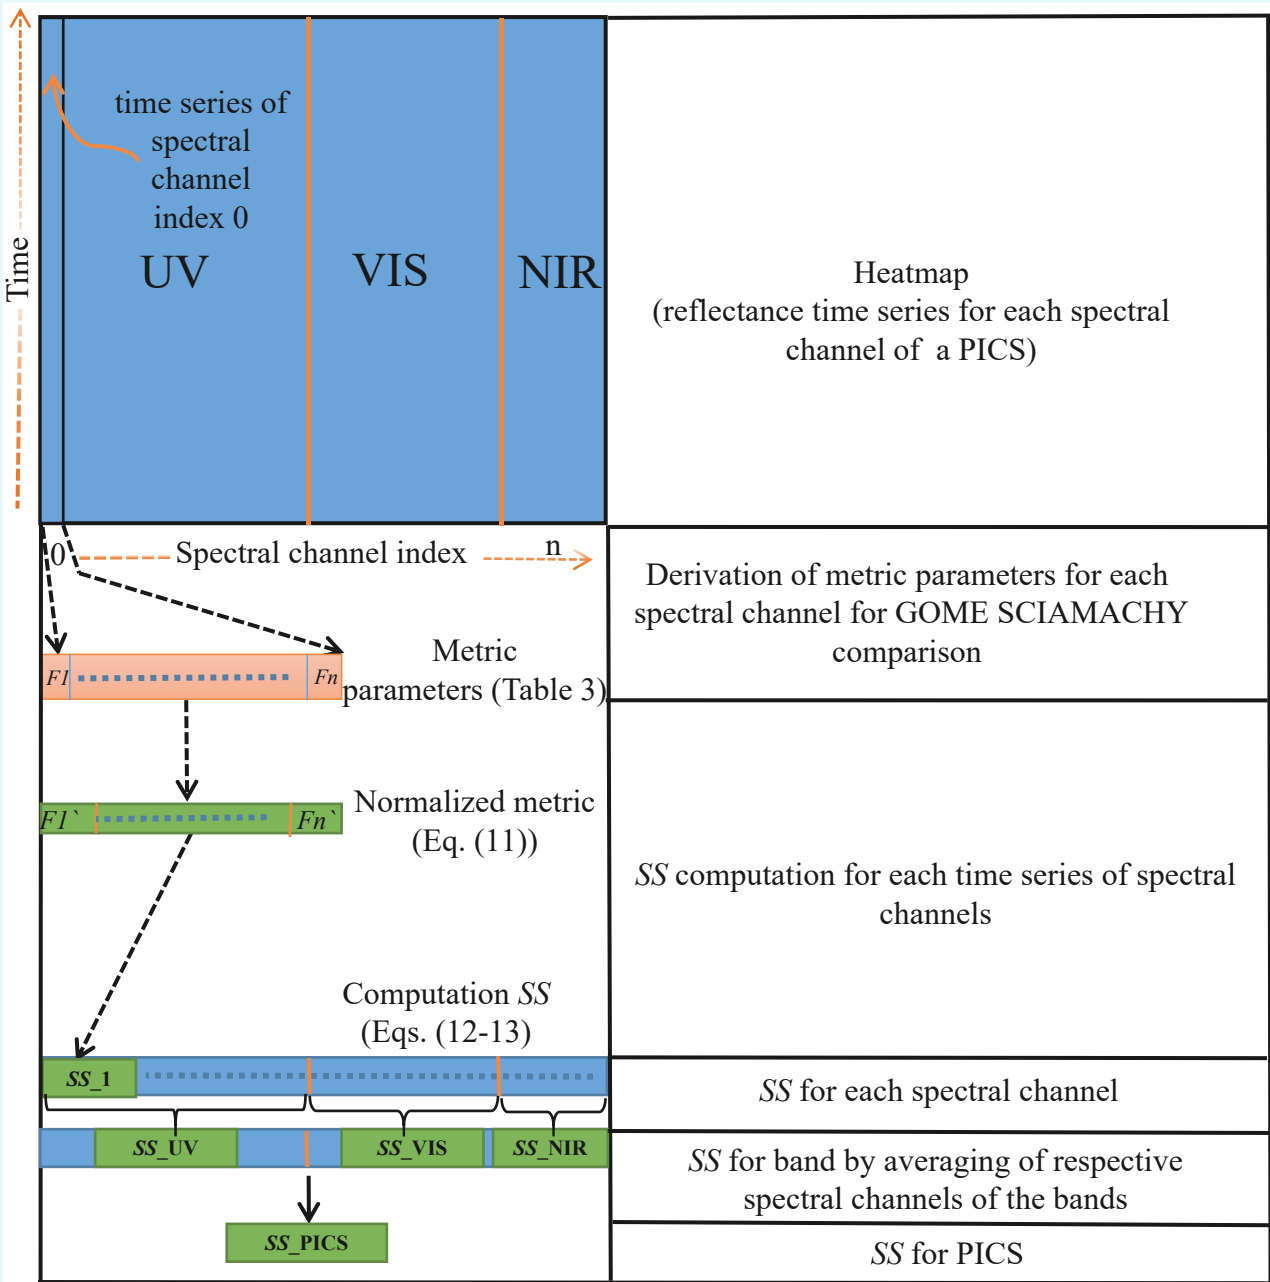 time series of
spectral
channel
index 0
UV
VIS
NIR
Time
Heatmap
(reflectance time series for each spectral
channel of a PICS)
0
Spectral channel index
n
Derivation of metric parameters for each
spectral channel for GOME SCIAMACHY
comparison
Metric
parameters (Table 3)
F1
Fn
F1`
Fn`
Normalized metric
(Eq. (11))
SS computation for each time series of spectral
channels
Computation SS
(Eqs. (12-13)
SS_1
SS for each spectral channel
SS_UV
SS_VIS
SS_NIR
SS for band by averaging of respective
spectral channels of the bands
SS_PICS
SS for PICS